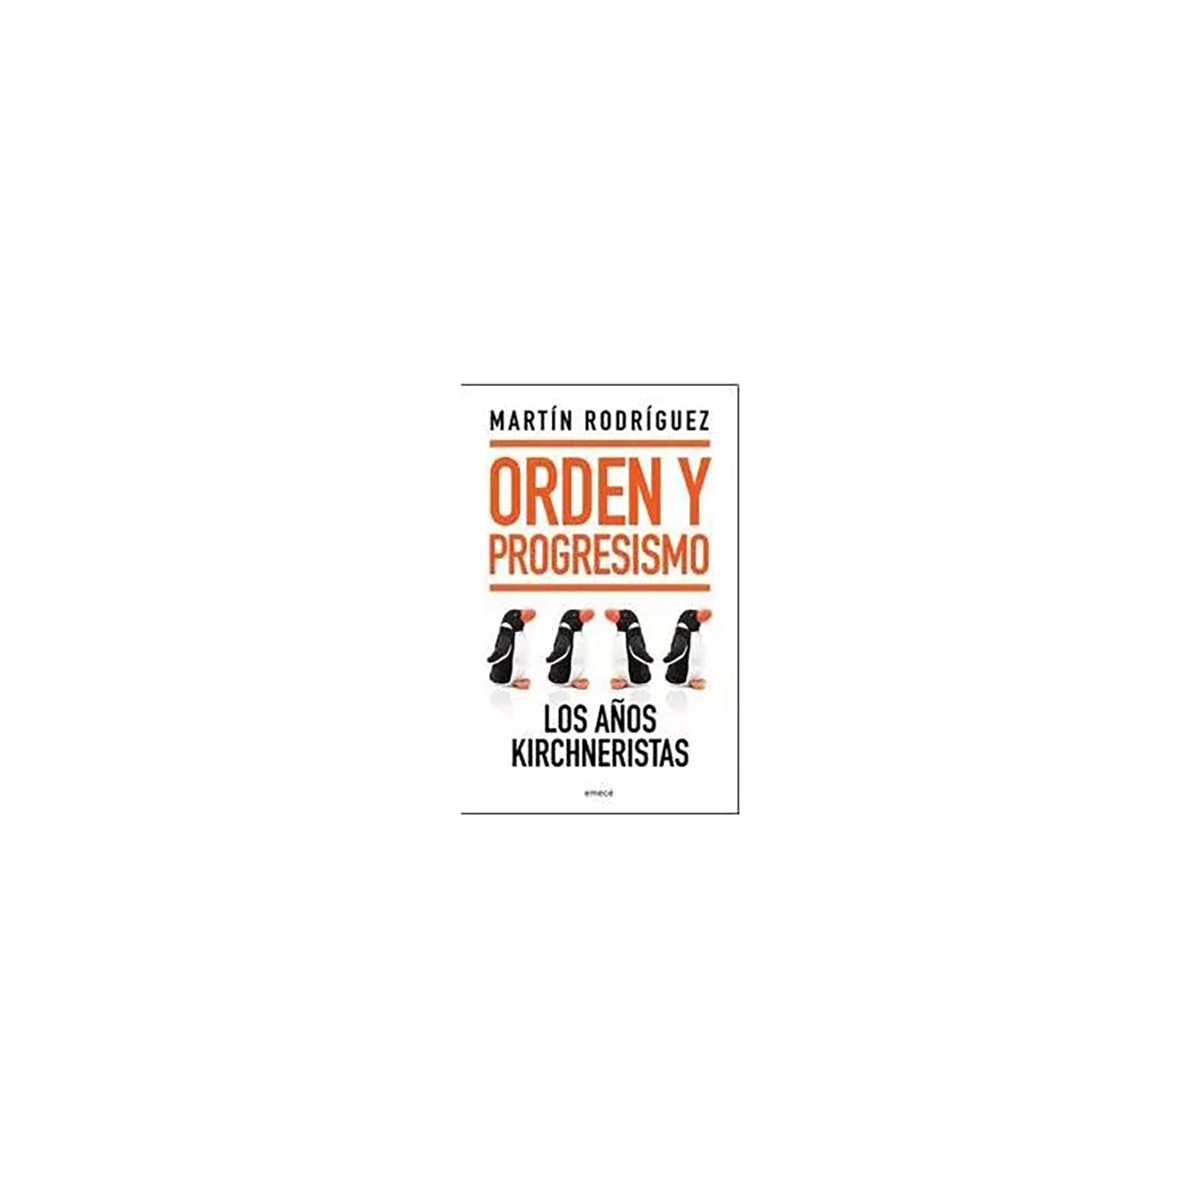 MARTÍN RODRÍGUEZ
ORDEN Y
PROGRESISMO
LOS AÑOS
KIRCHNERISTAS
emecé